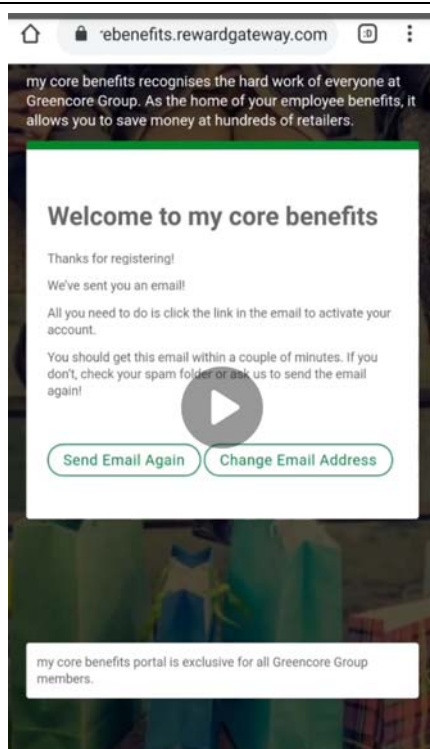 rebenefits.rewardgateway.com
:D
my core benefits recognises the hard work of everyone at
Greencore Group. As the home of your employee benefits, it
allows you to save money at hundreds of retailers.
Welcome to my core benefits
Thanks for registering!
We've sent you an email!
All you need to do is click the link in the email to activate your
account.
You should get this email within a couple of minutes. If you
don't, check your spam folder or ask us to send the email
again!
Send Email Again
Change Email Address
my core benefits portal is exclusive for all Greencore Group
members.